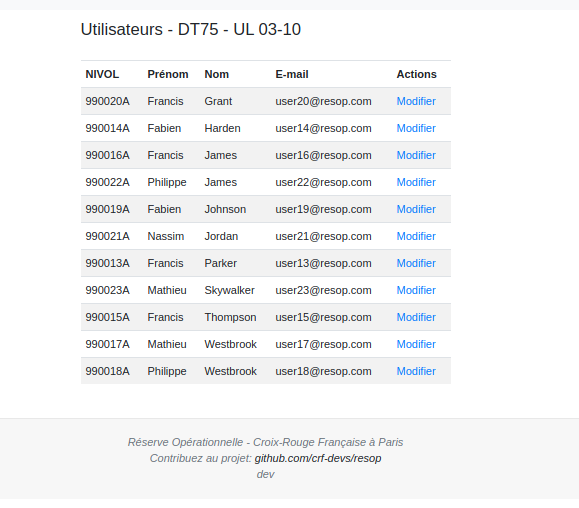 Utilisateurs - DT75 - UL 03-10
NIVOL Prénom Nom E-mail Actions
990020A Francis Grant user20@resop.com Modifier
990014A Fabien Harden user14@resop.com Modifier
990016A Francis James user16@resop.com Modifier
990022A Philippe James user22@resop.com Modifier
990019A Fabien Johnson user19@resop.com Modifier
990021A Nassim Jordan user21@resop.com Modifier
990013A Francis Parker user13@resop.com Modifier
990023A Mathieu Skywalker user23@resop.com Modifier
990015A Francis Thompson user15@resop.com Modifier
990017A Mathieu Westbrook user17@resop.com Modifier
990018A Philippe Westbrook user18@resop.com Modifier
Réserve Opérationnelle - Croix-Rouge Française à Paris
Contribuez au projet: github.com/crf-devs/resop
dev